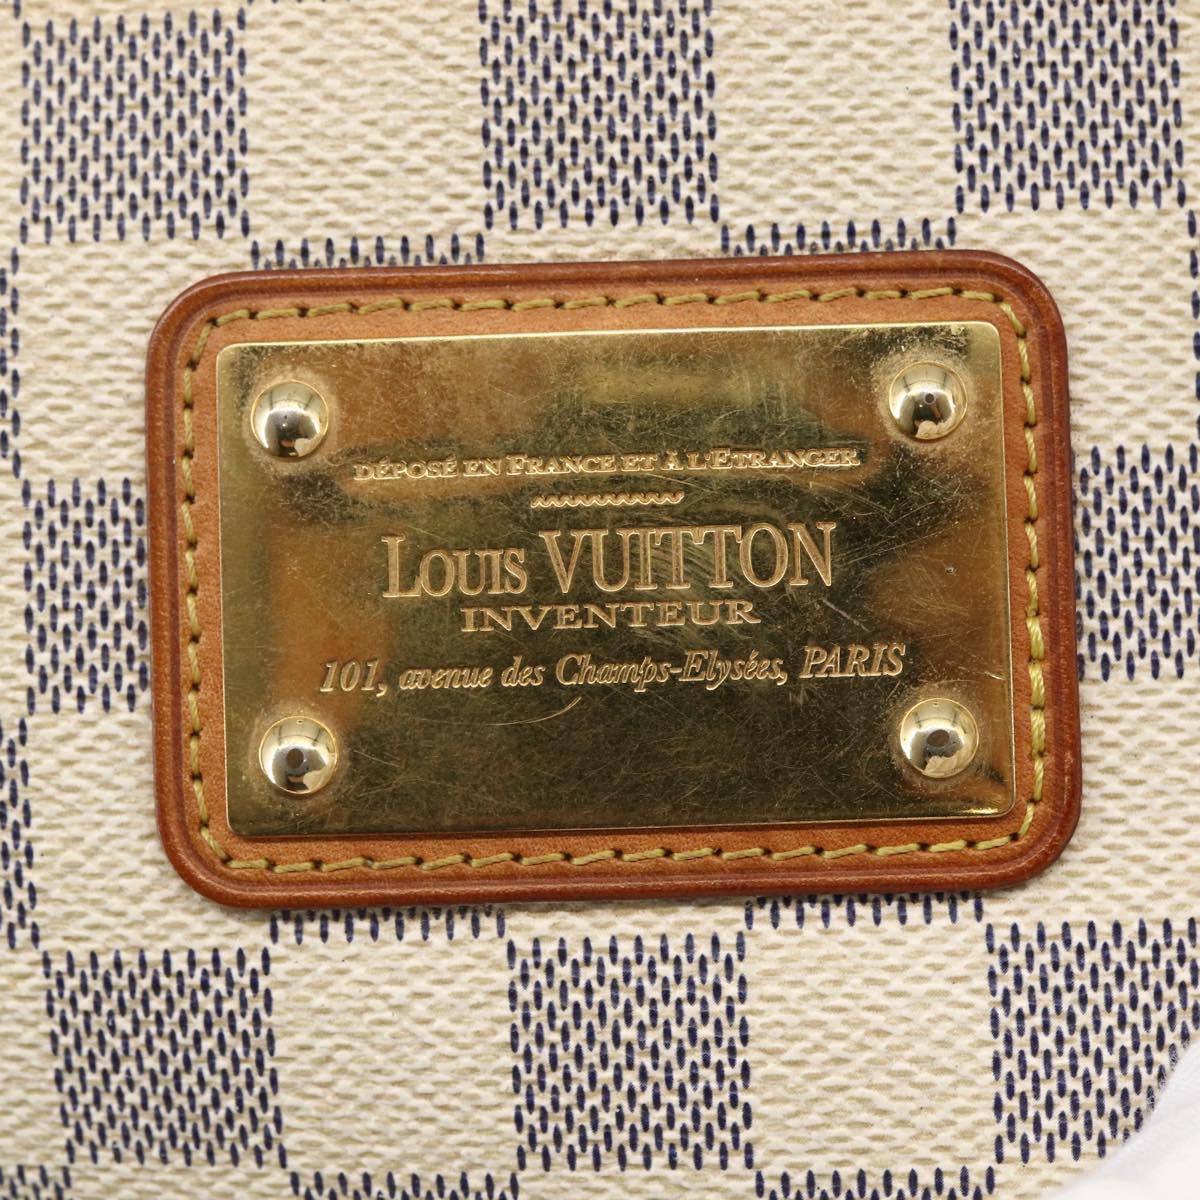 DÉPOSÉ EN FRANCE ET À L'ETRANGER
LOUIS VUITTON
INVENTEUR
101, avenue des Champs-Elysées, PARIS